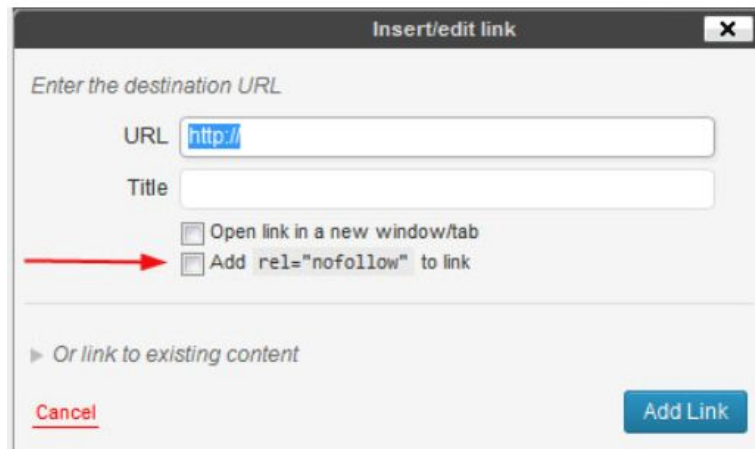 Insert/edit link
Enter the destination URL
URL http://
Title
Open link in a new window/tab
Add rel="nofollow" to link
Or link to existing content
Cancel
Add Link